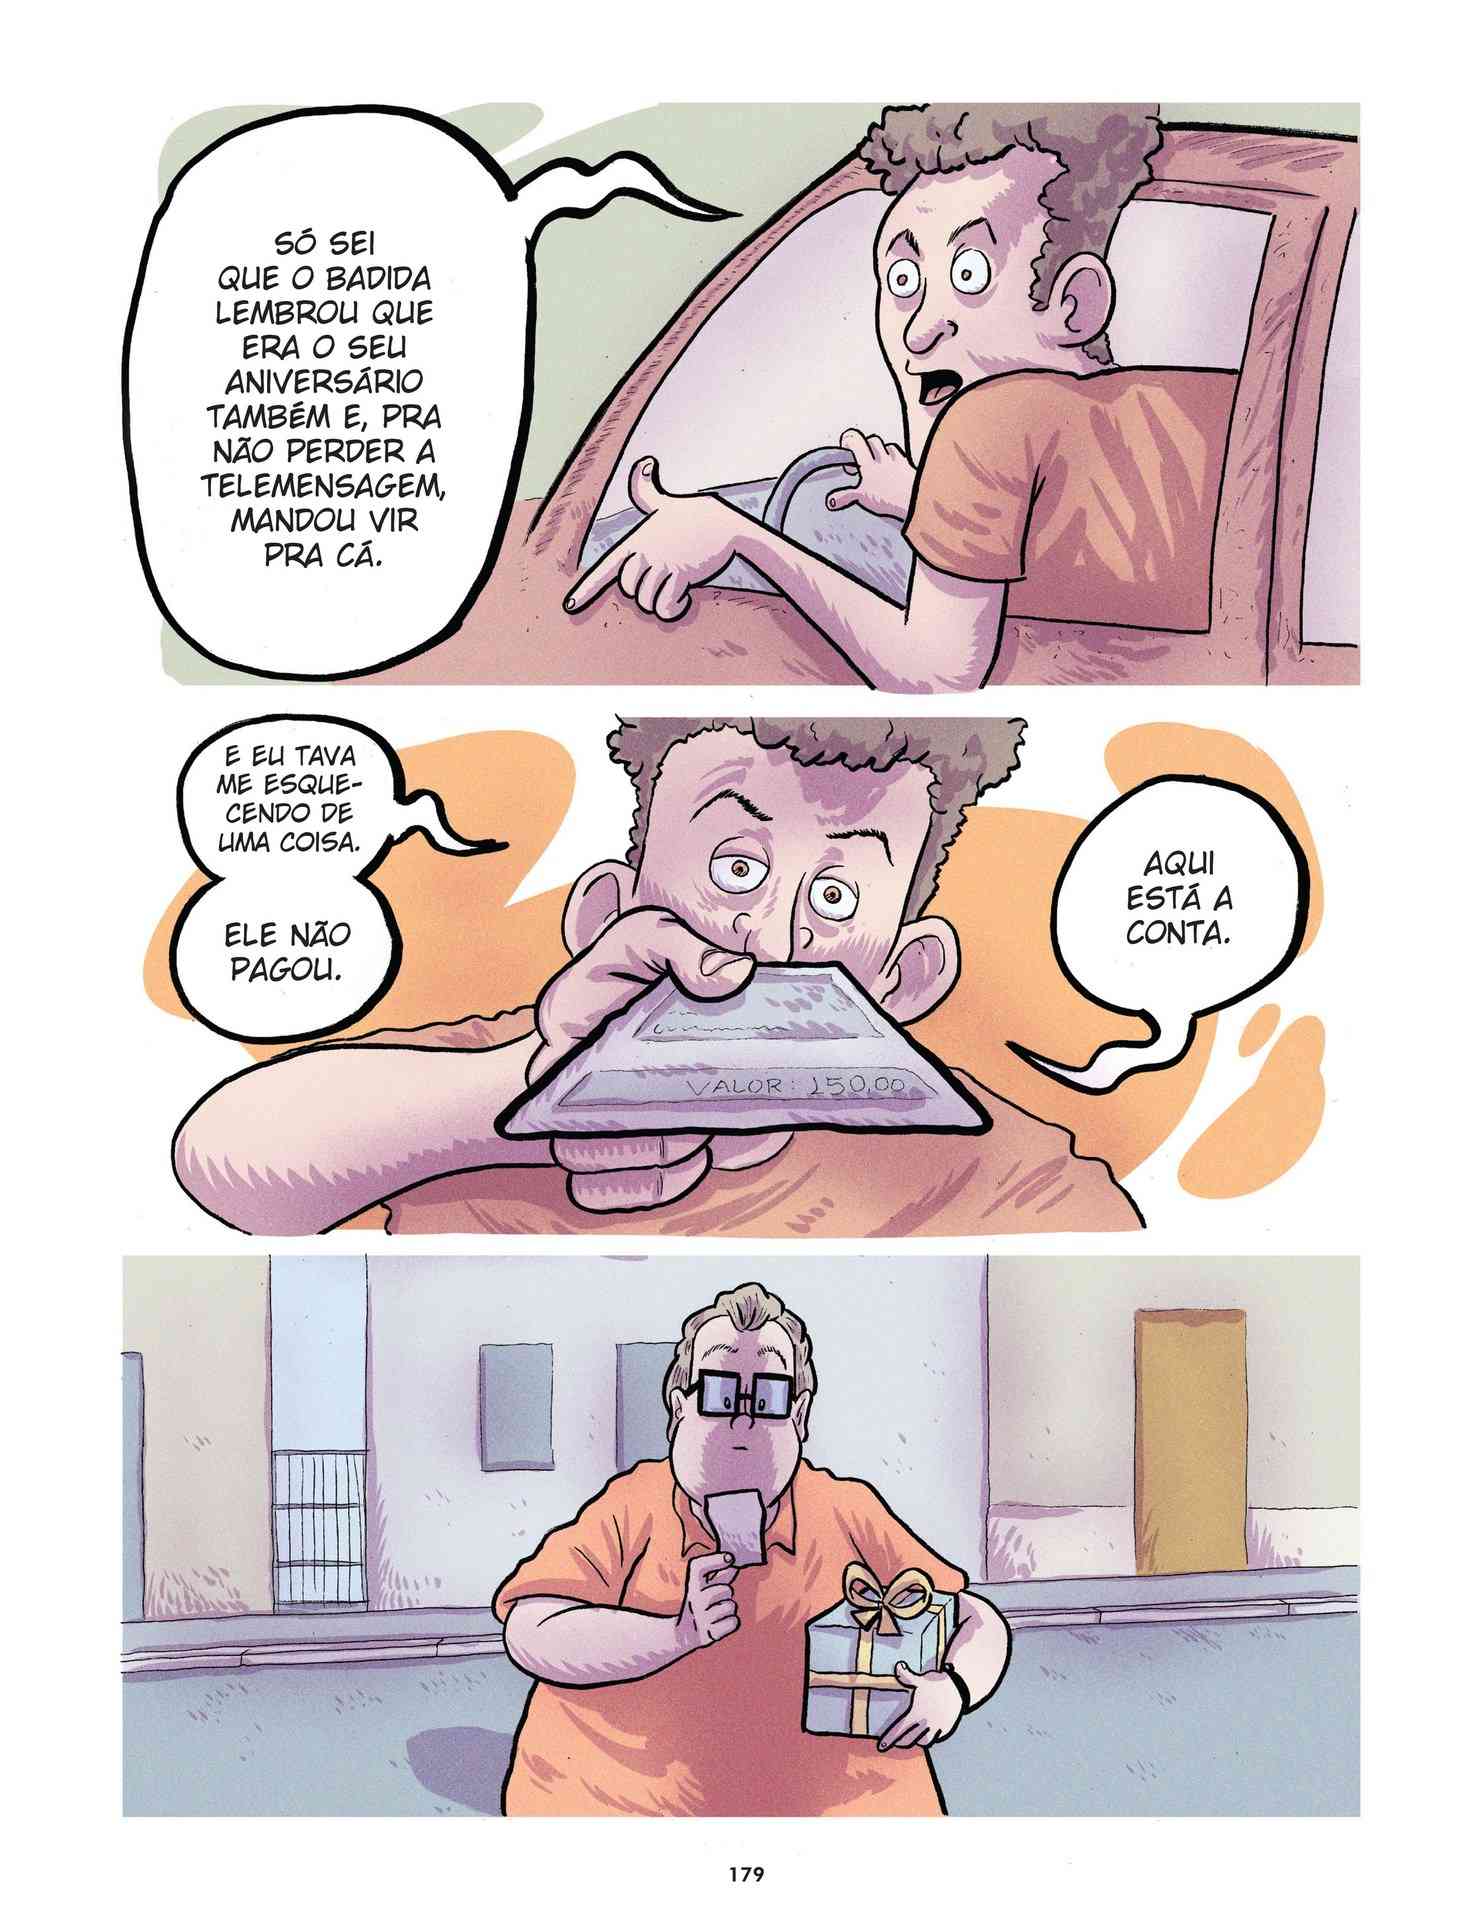 SÓ SEI
QUE O BADIDA
LEMBROU QUE
ERA O SEU
ANIVERSÁRIO
TAMBÉM E, PRA
NÃO PERDER A
TELEMENSAGEM,
MANDOU VIR
PRA CÁ.
E EU TAVA
ME ESQUE-
CENDO DE
UMA COISA.
ELE NÃO
PAGOU.
AQUI
ESTÁ A
CONTA.
VALOR: 150,00
179